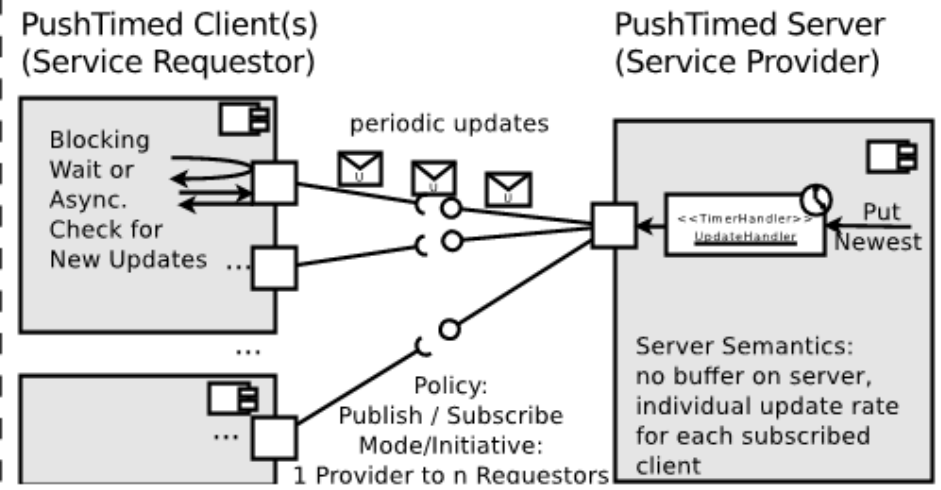 PushTimed Client(s)
(Service Requestor)
PushTimed Server
(Service Provider)
Blocking
Wait or
Async.
Check for
New Updates
...
...
...
periodic updates
U
U
U
Policy:
Publish / Subscribe
Mode/Initiative:
1 Provider to n Requestors
<<TimerHandler>>
UpdateHandler
Put
Newest
Server Semantics:
no buffer on server,
individual update rate
for each subscribed
client